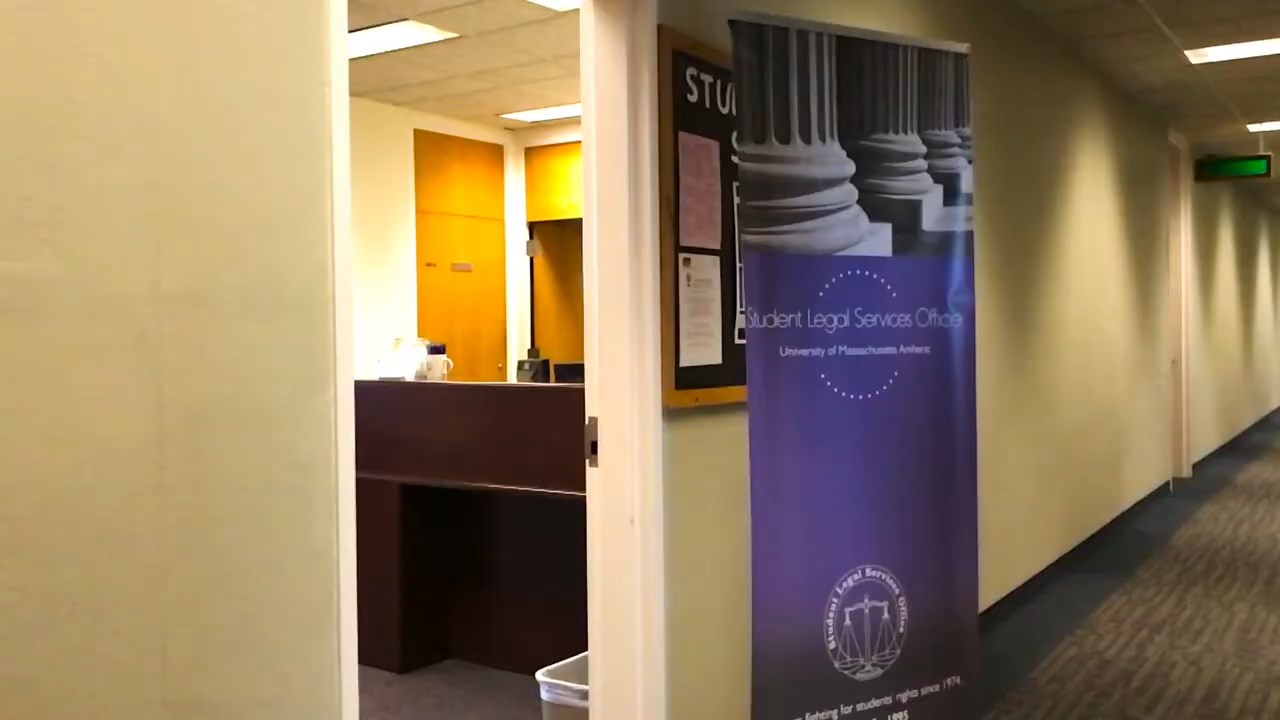 STU
S
Student Legal Services Office
University of Massachusetts Amherst
Student Legal Services Office
fighting for students' rights since 1974.
1995